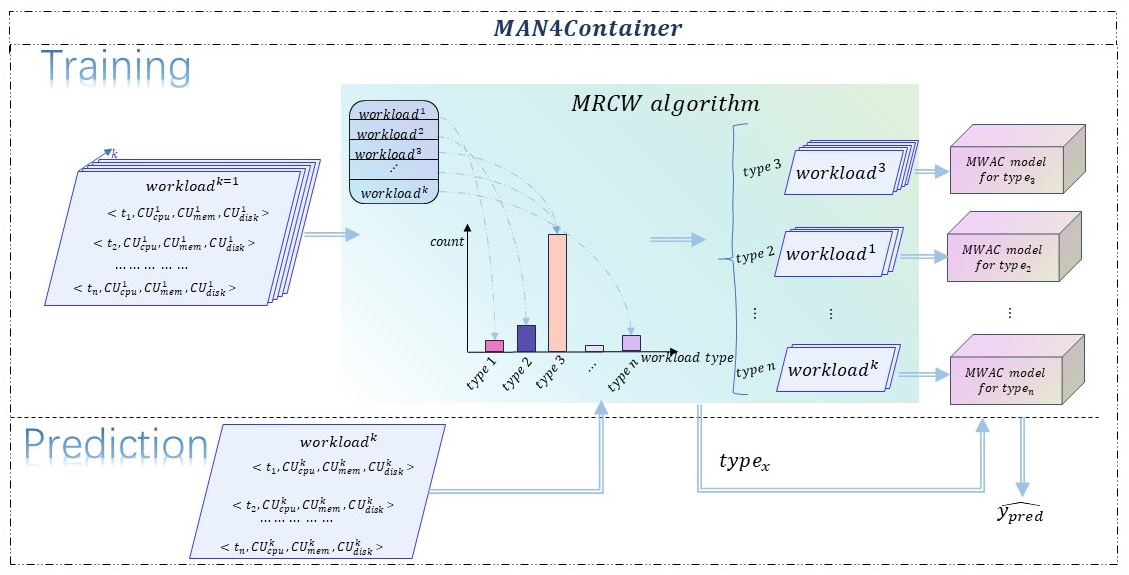 MAN4Container
Training
MRCW algorithm
k
workload^{k=1}
< t_1, CU^1_{cpu}, CU^1_{mem}, CU^1_{disk} >
< t_2, CU^1_{cpu}, CU^1_{mem}, CU^1_{disk} >
... ... ... ... ...
< t_n, CU^1_{cpu}, CU^1_{mem}, CU^1_{disk} >
workload^1
workload^2
workload^3
⋰
workload^k
count
type 1
type 2
type 3
...
type n
workload type
type 3
workload^3
MWAC model
for type_3
type 2
workload^1
MWAC model
for type_2
⋮
⋮
⋮
type n
workload^k
MWAC model
for type_n
Prediction
workload^k
< t_1, CU^k_{cpu}, CU^k_{mem}, CU^k_{disk} >
< t_2, CU^k_{cpu}, CU^k_{mem}, CU^k_{disk} >
... ... ... ... ...
< t_n, CU^k_{cpu}, CU^k_{mem}, CU^k_{disk} >
type_x
\widehat{y_{pred}}